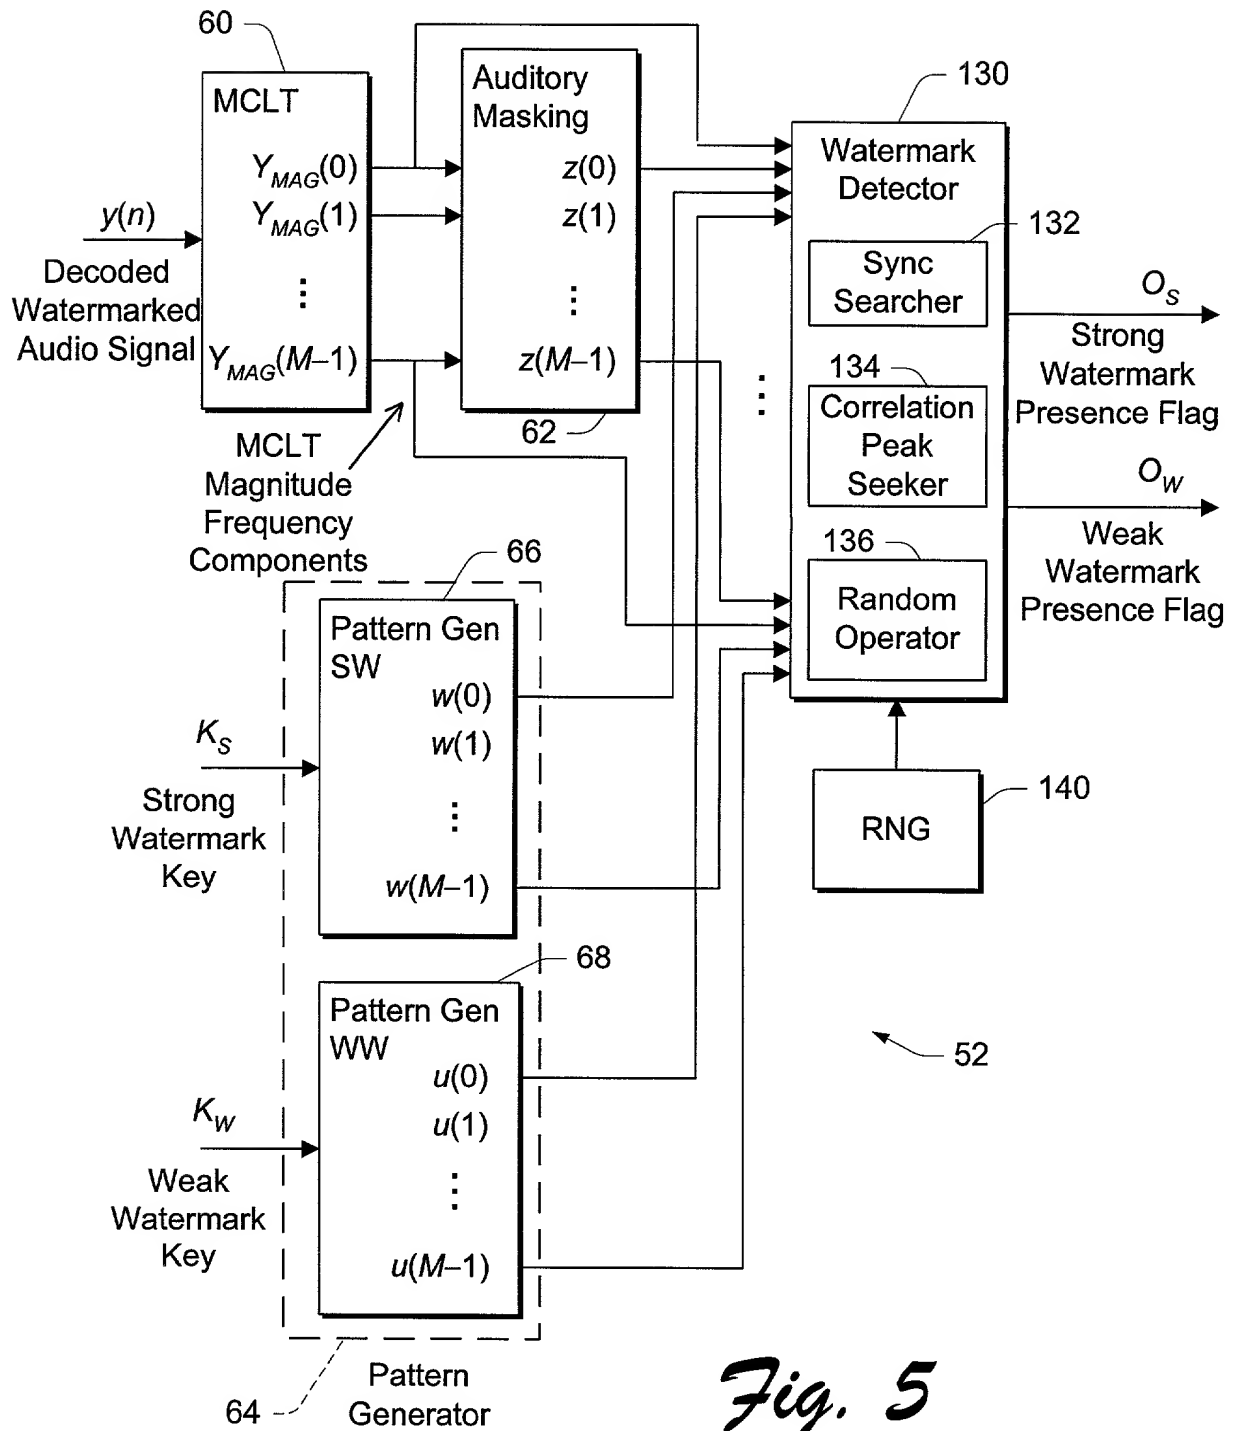 60
MCLT
Y_MAG(0)
Y_MAG(1)
⋮
Y_MAG(M–1)
y(n)
Decoded
Watermarked
Audio Signal
Auditory
Masking
z(0)
z(1)
⋮
z(M–1)
62
MCLT
Magnitude
Frequency
Components
130
Watermark
Detector
132
Sync
Searcher
134
Correlation
Peak
Seeker
136
Random
Operator
⋮
O_S
Strong
Watermark
Presence Flag
O_W
Weak
Watermark
Presence Flag
RNG
140
66
Pattern Gen
SW
w(0)
w(1)
⋮
w(M–1)
K_S
Strong
Watermark
Key
68
Pattern Gen
WW
u(0)
u(1)
⋮
u(M–1)
K_W
Weak
Watermark
Key
52
64
Pattern
Generator
Fig. 5